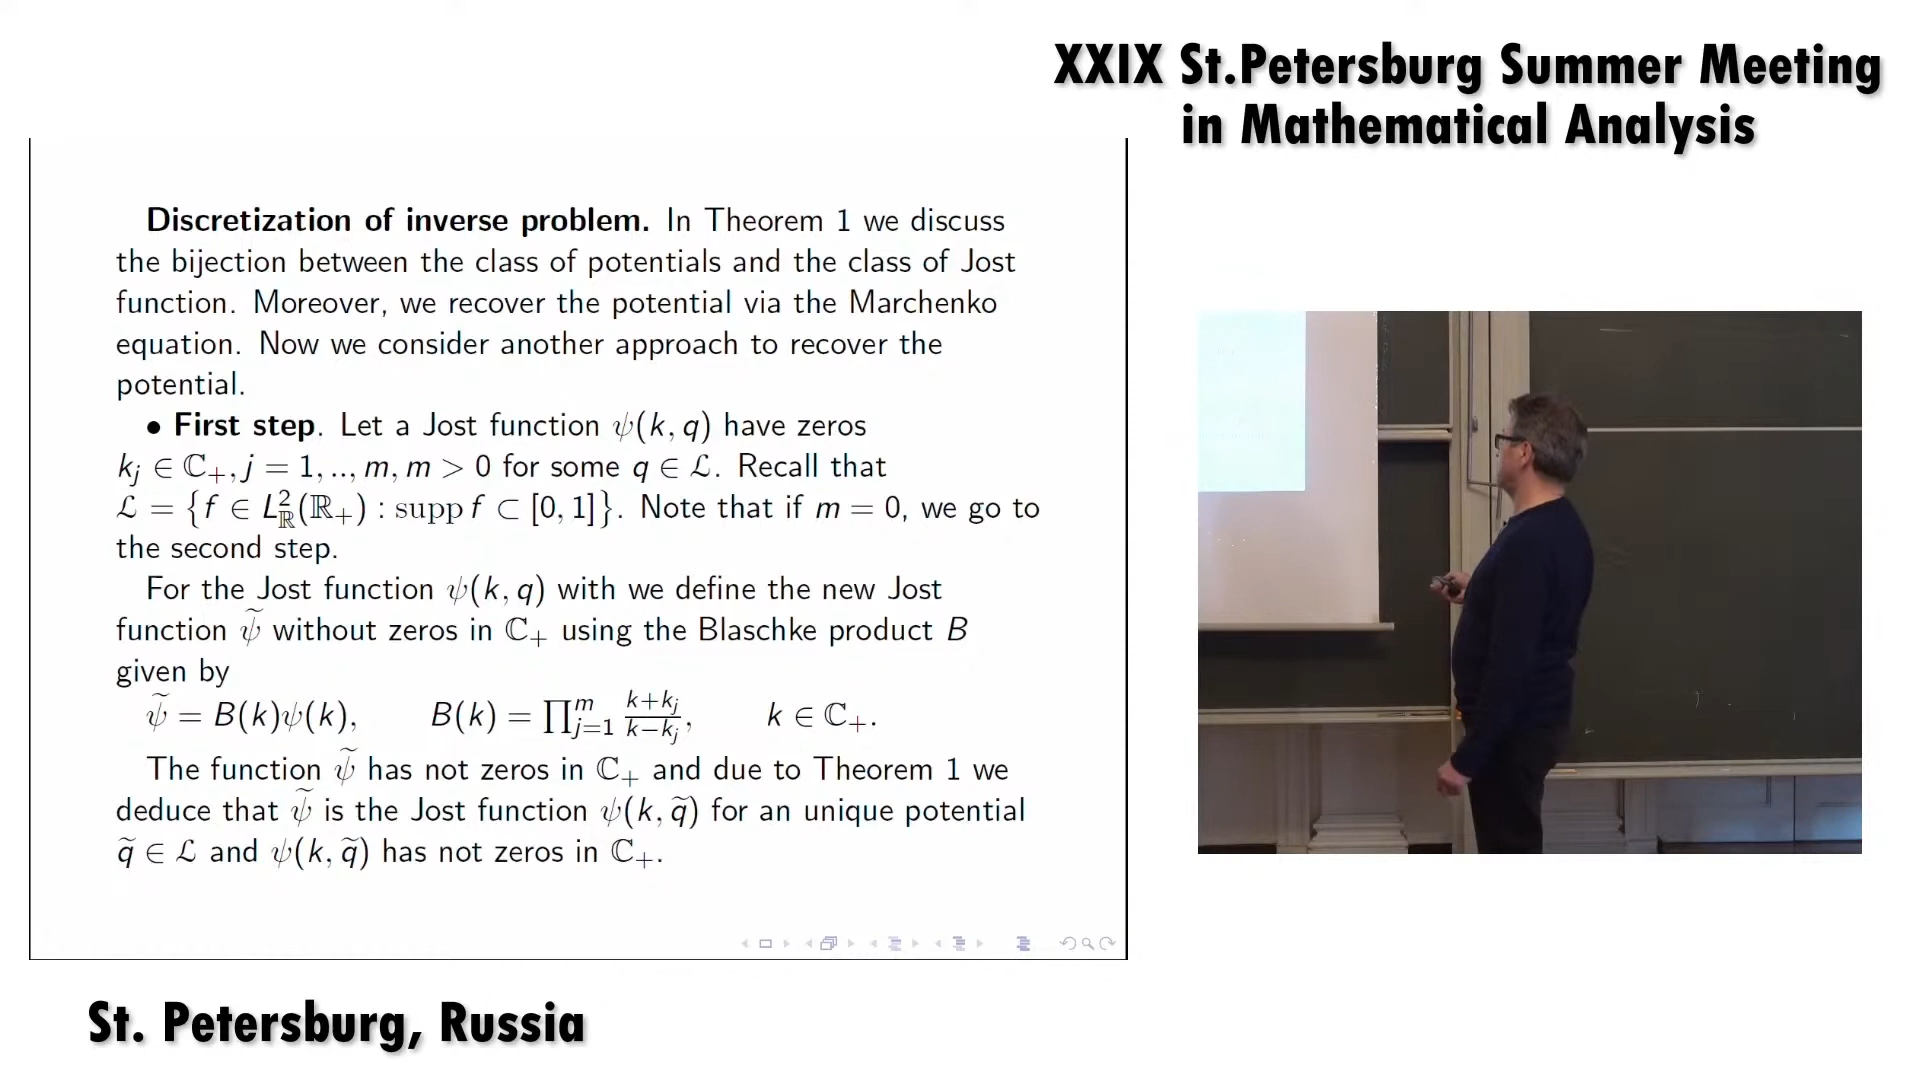 XXIX St.Petersburg Summer Meeting
in Mathematical Analysis
Discretization of inverse problem. In Theorem 1 we discuss
the bijection between the class of potentials and the class of Jost
function. Moreover, we recover the potential via the Marchenko
equation. Now we consider another approach to recover the
potential.
• First step. Let a Jost function ψ(k, q) have zeros
k_j ∈ ℂ₊, j = 1, .., m, m > 0 for some q ∈ ℒ. Recall that
ℒ = {f ∈ L²_ℝ(ℝ₊) : supp f ⊂ [0, 1]}. Note that if m = 0, we go to
the second step.
For the Jost function ψ(k, q) with we define the new Jost
function ψ̃ without zeros in ℂ₊ using the Blaschke product B
given by
ψ̃ = B(k)ψ(k), B(k) = ∏_{j=1}^{m} \frac{k+k_j}{k−k_j}, k ∈ ℂ₊.
The function ψ̃ has not zeros in ℂ₊ and due to Theorem 1 we
deduce that ψ̃ is the Jost function ψ(k, q̃) for an unique potential
q̃ ∈ ℒ and ψ(k, q̃) has not zeros in ℂ₊.
St. Petersburg, Russia